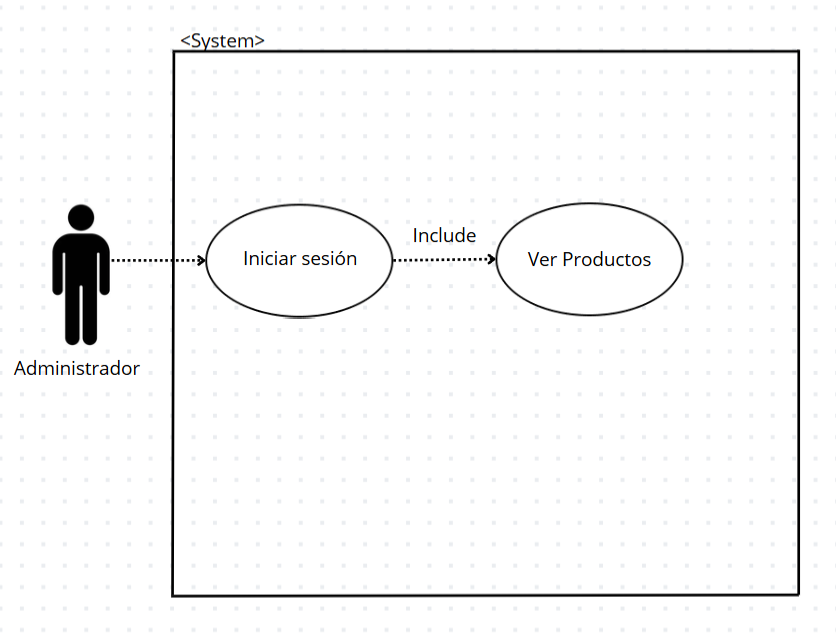 <System>
Include
Iniciar sesión
Ver Productos
Administrador